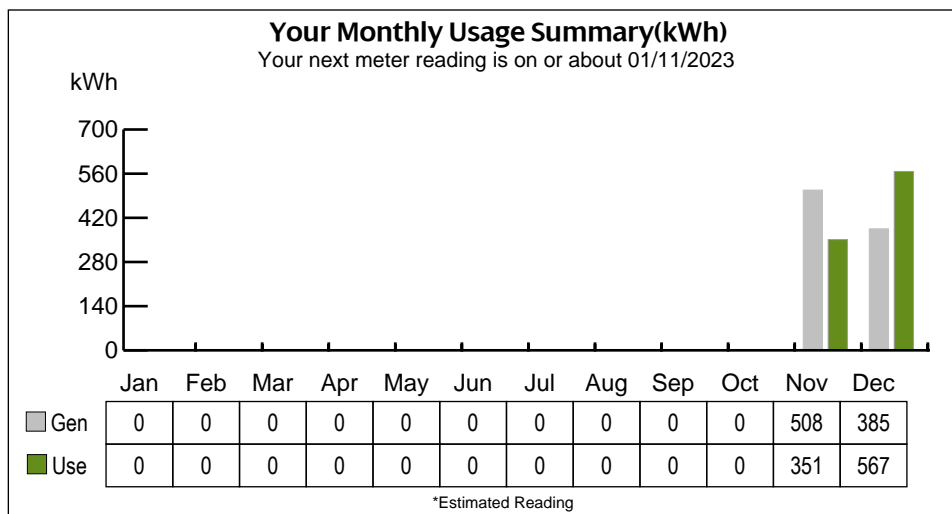 Your Monthly Usage Summary(kWh)
Your next meter reading is on or about 01/11/2023
kWh
700
560
420
280
140
0
Jan Feb Mar Apr May Jun Jul Aug Sep Oct Nov Dec
Gen 0 0 0 0 0 0 0 0 0 0 508 385
Use 0 0 0 0 0 0 0 0 0 0 351 567
*Estimated Reading